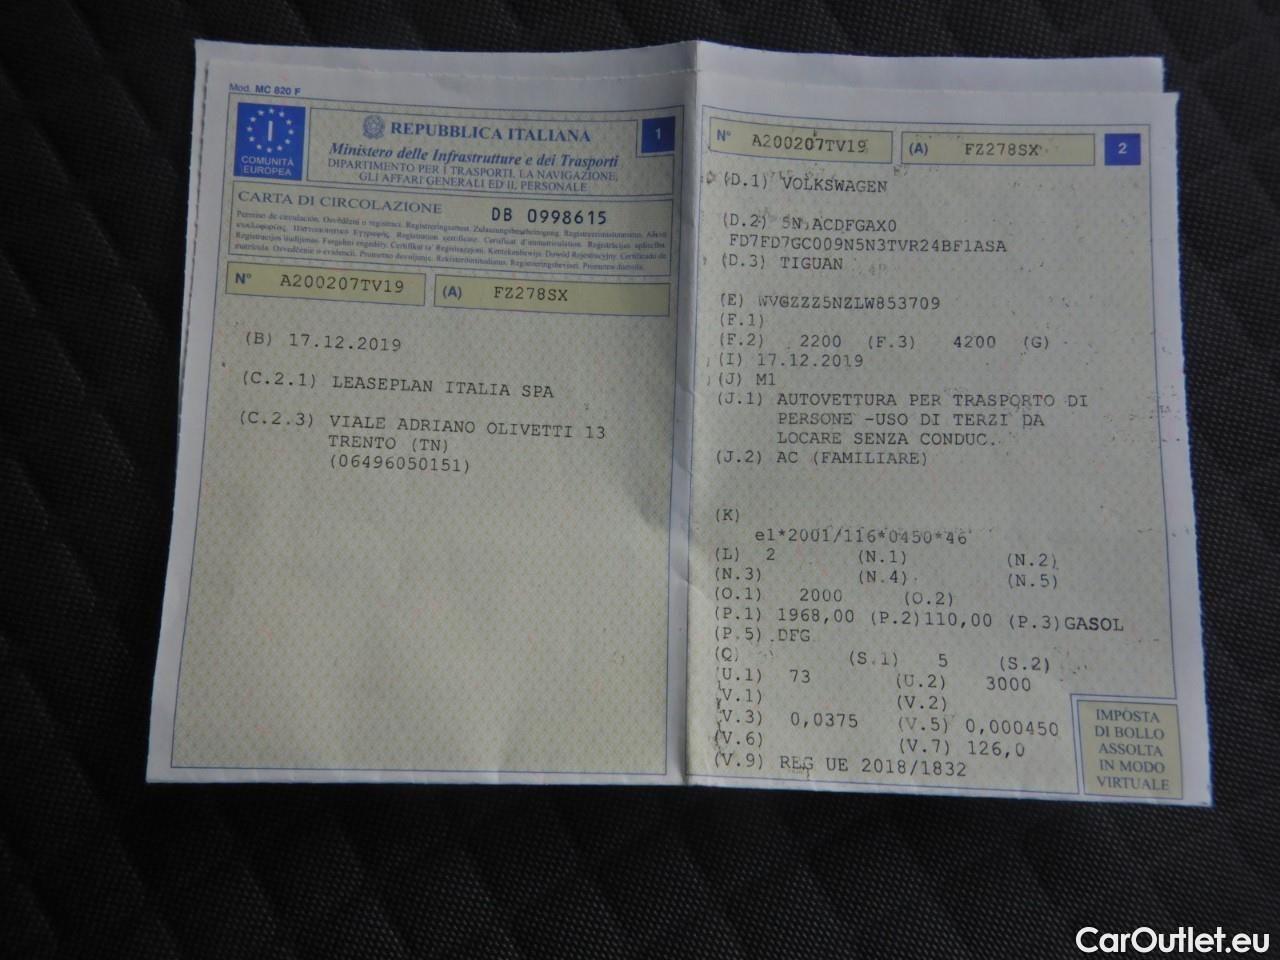 Mod. MC 820 F
I
COMUNITÀ
EUROPEA
REPUBBLICA ITALIANA
1
Ministero delle Infrastrutture e dei Trasporti
DIPARTIMENTO PER I TRASPORTI, LA NAVIGAZIONE,
GLI AFFARI GENERALI ED IL PERSONALE
CARTA DI CIRCOLAZIONE DB 0998615
N° A200207TV19 (A) FZ278SX
(B) 17.12.2019
(C.2.1) LEASEPLAN ITALIA SPA
(C.2.3) VIALE ADRIANO OLIVETTI 13
TRENTO (TN)
(06496050151)
N° A200207TV19 (A) FZ278SX 2
(D.1) VOLKSWAGEN
(D.2) 5N ACDFGAX0
FD7FD7GC009N5N3TVR24BF1ASA
(D.3) TIGUAN
(E) WVGZZZ5NZLW853709
(F.1)
(F.2) 2200 (F.3) 4200 (G)
(I) 17.12.2019
(J) M1
(J.1) AUTOVETTURA PER TRASPORTO DI
PERSONE -USO DI TERZI DA
LOCARE SENZA CONDUC.
(J.2) AC (FAMILIARE)
(K)
e1*2001/116*0450*46
(L) 2 (N.1) (N.2)
(N.3) (N.4) (N.5)
(O.1) 2000 (O.2)
(P.1) 1968,00 (P.2)110,00 (P.3)GASOL
(P.5) DFG
(Q) (S.1) 5 (S.2)
(U.1) 73 (U.2) 3000
(V.1) (V.2)
(V.3) 0,0375 (V.5) 0,000450
(V.6) (V.7) 126,0
(V.9) REG UE 2018/1832
IMPOSTA
DI BOLLO
ASSOLTA
IN MODO
VIRTUALE
CarOutlet.eu